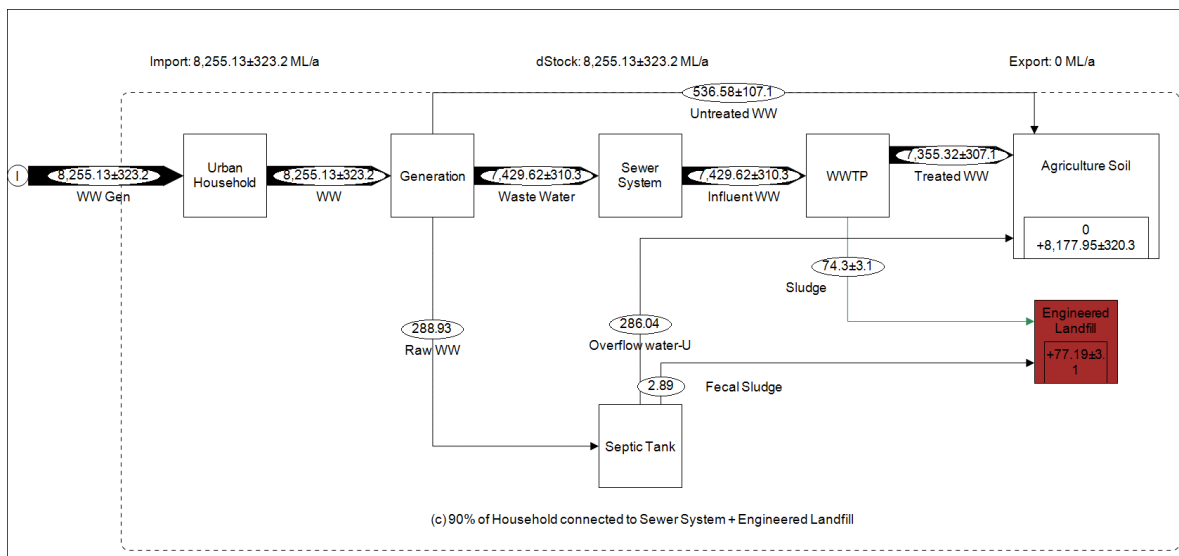 Import: 8,255.13±323.2 ML/a
dStock: 8,255.13±323.2 ML/a
Export: 0 ML/a
536.58±107.1
Untreated WW
I
8,255.13±323.2
WW Gen
Urban
Household
8,255.13±323.2
WW
Generation
7,429.62±310.3
Waste Water
Sewer
System
7,429.62±310.3
Influent WW
WWTP
7,355.32±307.1
Treated WW
Agriculture Soil
0
+8,177.95±320.3
74.3±3.1
Sludge
288.93
Raw WW
286.04
Overflow water-U
2.89
Fecal Sludge
Engineered
Landfill
+77.19±3.
1
Septic Tank
(c) 90% of Household connected to Sewer System + Engineered Landfill